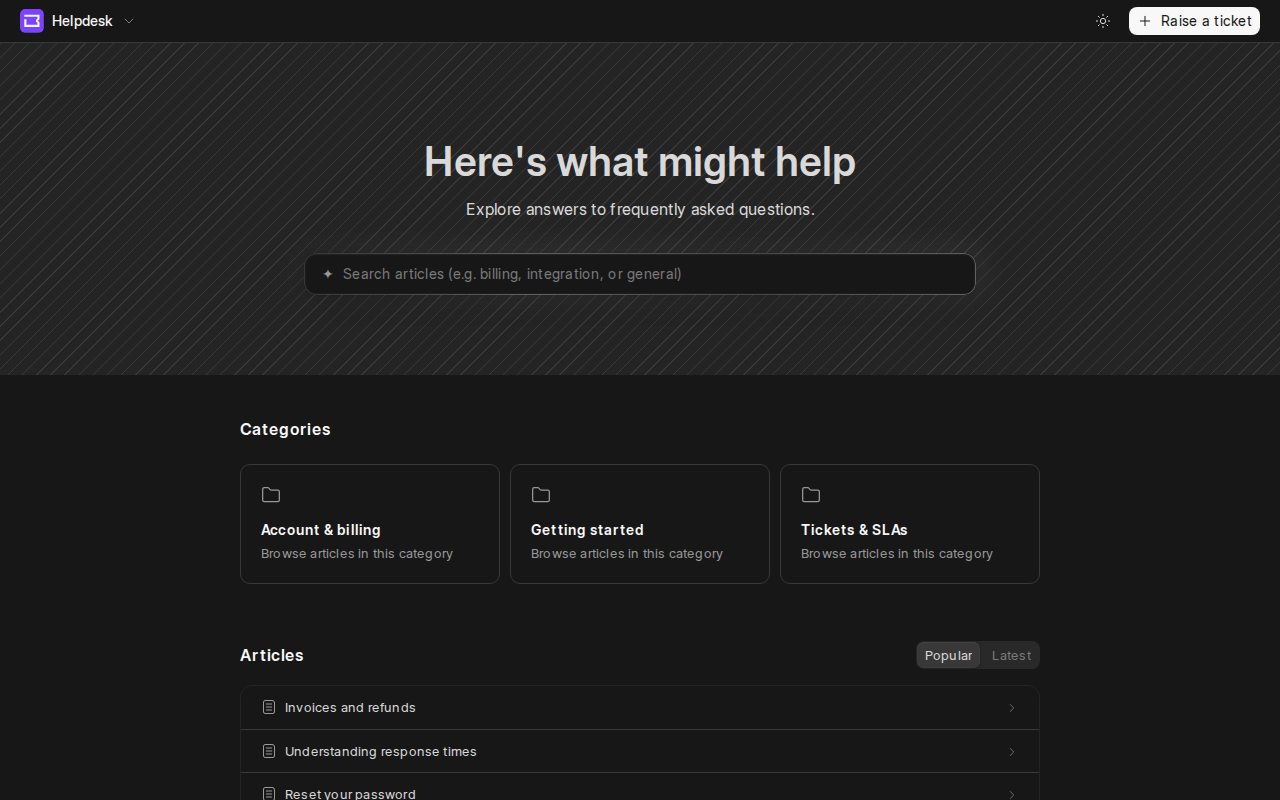 Helpdesk
Raise a ticket
Here's what might help
Explore answers to frequently asked questions.
Search articles (e.g. billing, integration, or general)
Categories
Account & billing
Browse articles in this category
Getting started
Browse articles in this category
Tickets & SLAs
Browse articles in this category
Articles
Popular
Latest
Invoices and refunds
Understanding response times
Reset your password